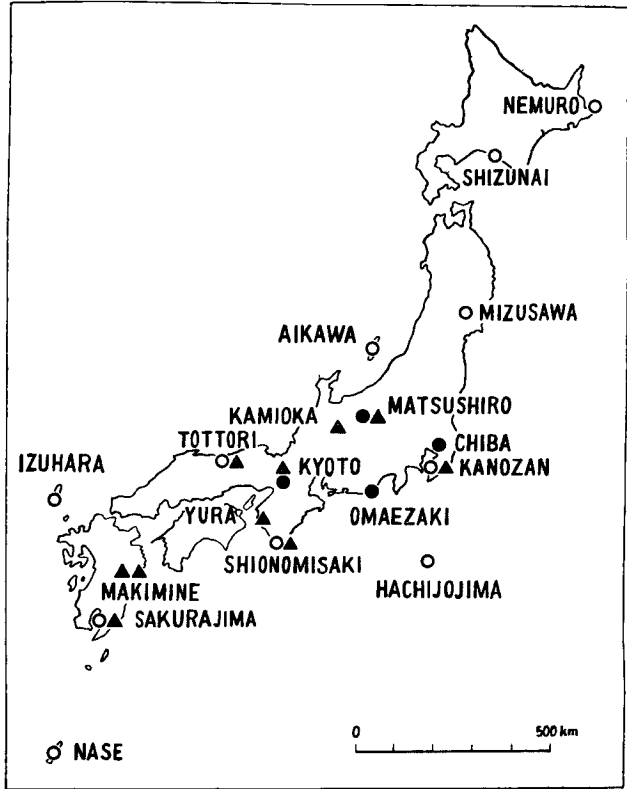 NEMURO
SHIZUNAI
MIZUSAWA
AIKAWA
MATSUSHIRO
KAMIOKA
TOTTORI
CHIBA
IZUHARA
KYOTO
KANOZAN
YURA
OMAEZAKI
SHIONOMISAKI
HACHIJOJIMA
MAKIMINE
SAKURAJIMA
0 500 km
NASE